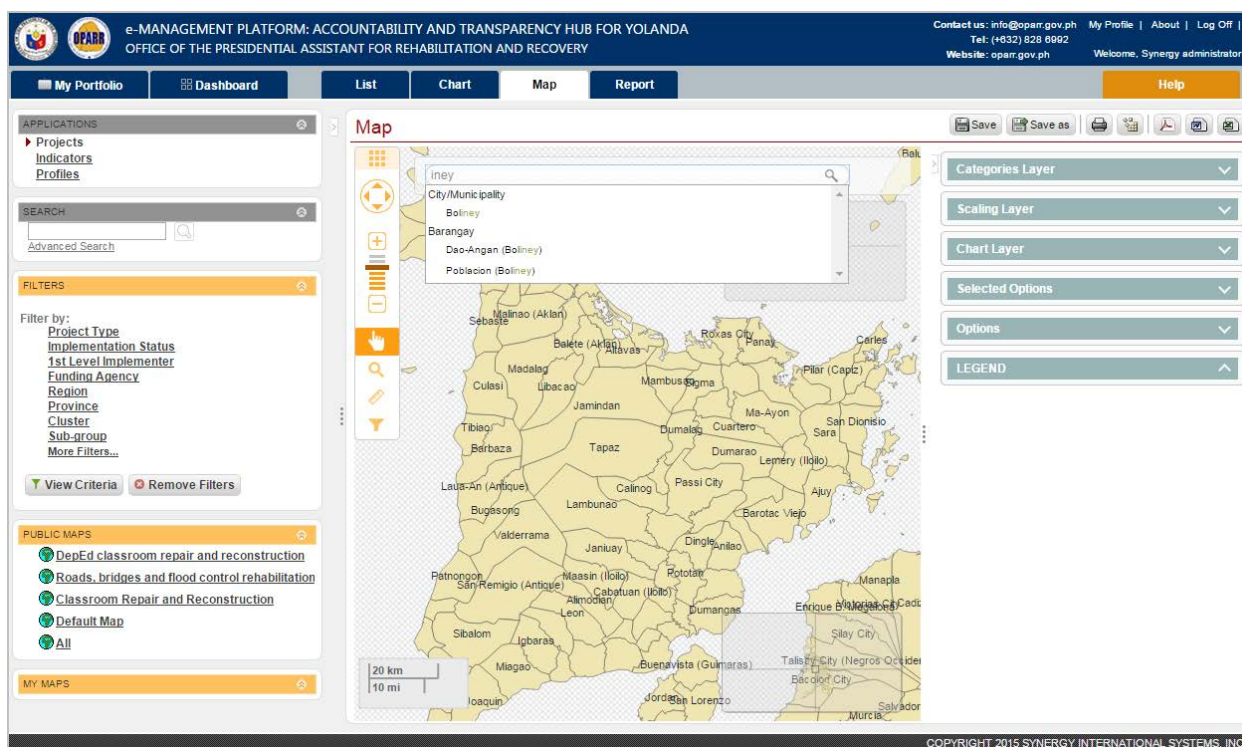 e-MANAGEMENT PLATFORM: ACCOUNTABILITY AND TRANSPARENCY HUB FOR YOLANDA
OFFICE OF THE PRESIDENTIAL ASSISTANT FOR REHABILITATION AND RECOVERY
OPARR
Contact us: info@oparr.gov.ph
Tel: (+632) 828 6992
Website: oparr.gov.ph
My Profile | About | Log Off |
Welcome, Synergy administrator
My Portfolio
Dashboard
List
Chart
Map
Report
Help
APPLICATIONS
Projects
Indicators
Profiles
SEARCH
Advanced Search
FILTERS
Filter by:
Project Type
Implementation Status
1st Level Implementer
Funding Agency
Region
Province
Cluster
Sub-group
More Filters...
View Criteria
Remove Filters
PUBLIC MAPS
DepEd classroom repair and reconstruction
Roads, bridges and flood control rehabilitation
Classroom Repair and Reconstruction
Default Map
All
MY MAPS
Map
Save
Save as
iney
City/Municipality
Boliney
Barangay
Dao-Angan (Boliney)
Poblacion (Boliney)
Malinao (Aklan)
Sebaste
Balete (Aklan)
Altavas
Roxas City
Panay
Carles
Madalag
Pilar (Capiz)
Culasi
Libacao
Mambusao
Sigma
Jamindan
Ma-Ayon
San Dionisio
Tibiao
Dumalag
Cuartero
Sara
Barbaza
Tapaz
Dumarao
Lemery (Iloilo)
Laua-An (Antique)
Calinog
Passi City
Ajuy
Bugasong
Lambunao
Barotac Viejo
Valderrama
Janiuay
Dingle
Anilao
Patnongon
San Remigio (Antique)
Maasin (Iloilo)
Pototan
Manapla
Cabatuan (Iloilo)
Alimodian
Leon
Dumangas
Enrique B. Magalona
Sibalom
Igbaras
Silay City
Miagao
Buenavista (Guimaras)
Talisay City (Negros Occiden
Bacolod City
Joaquin
Jordan
San Lorenzo
Salvador
Murcia
20 km
10 mi
Categories Layer
Scaling Layer
Chart Layer
Selected Options
Options
LEGEND
COPYRIGHT 2015 SYNERGY INTERNATIONAL SYSTEMS, INC